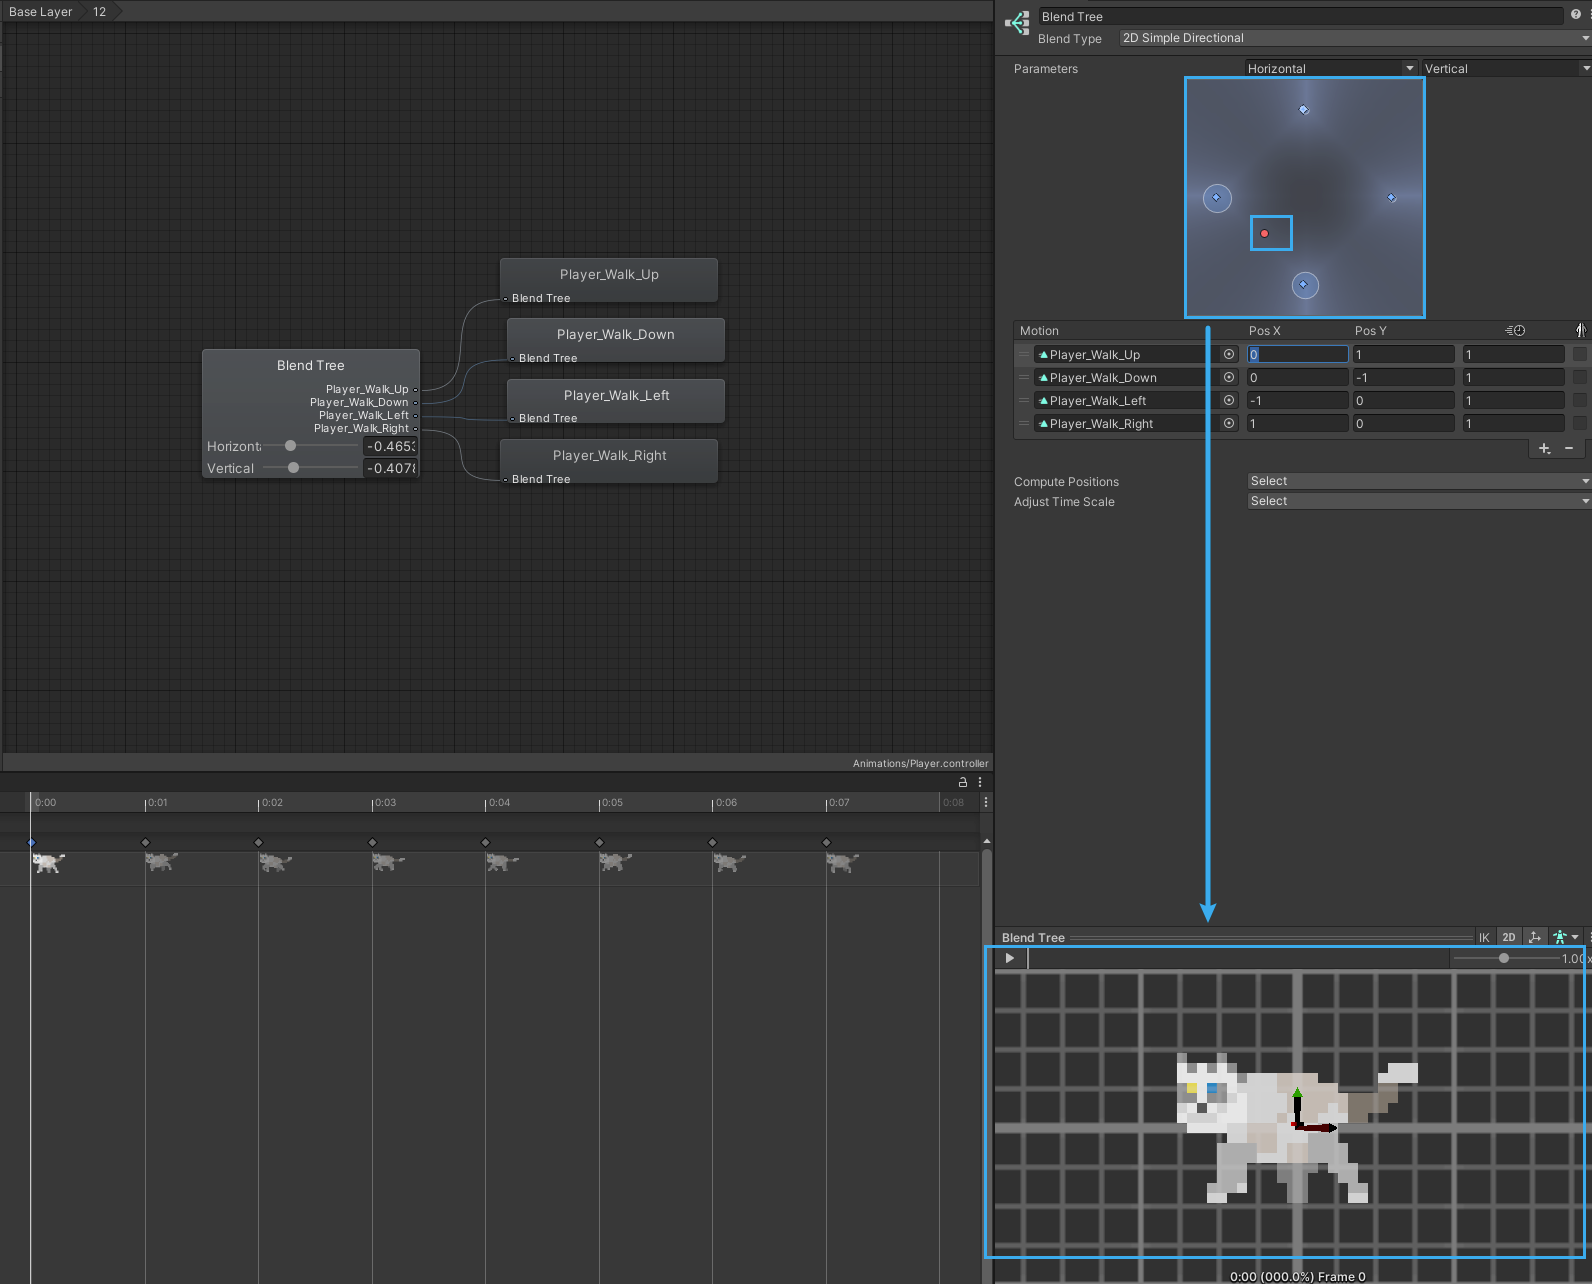 Base Layer
12
Player_Walk_Up
Blend Tree
Player_Walk_Down
Blend Tree
Player_Walk_Left
Blend Tree
Player_Walk_Right
Blend Tree
Blend Tree
Player_Walk_Up
Player_Walk_Down
Player_Walk_Left
Player_Walk_Right
Horizont
-0.465
Vertical
-0.407
Animations/Player.controller
0:00 0:01 0:02 0:03 0:04 0:05 0:06 0:07 0:08
Blend Tree
Blend Type 2D Simple Directional
Parameters Horizontal Vertical
Motion Pos X Pos Y
Player_Walk_Up 0 1 1
Player_Walk_Down 0 -1 1
Player_Walk_Left -1 0 1
Player_Walk_Right 1 0 1
+ -
Compute Positions Select
Adjust Time Scale Select
Blend Tree IK 2D
1.00x
0:00 (000.0%) Frame 0